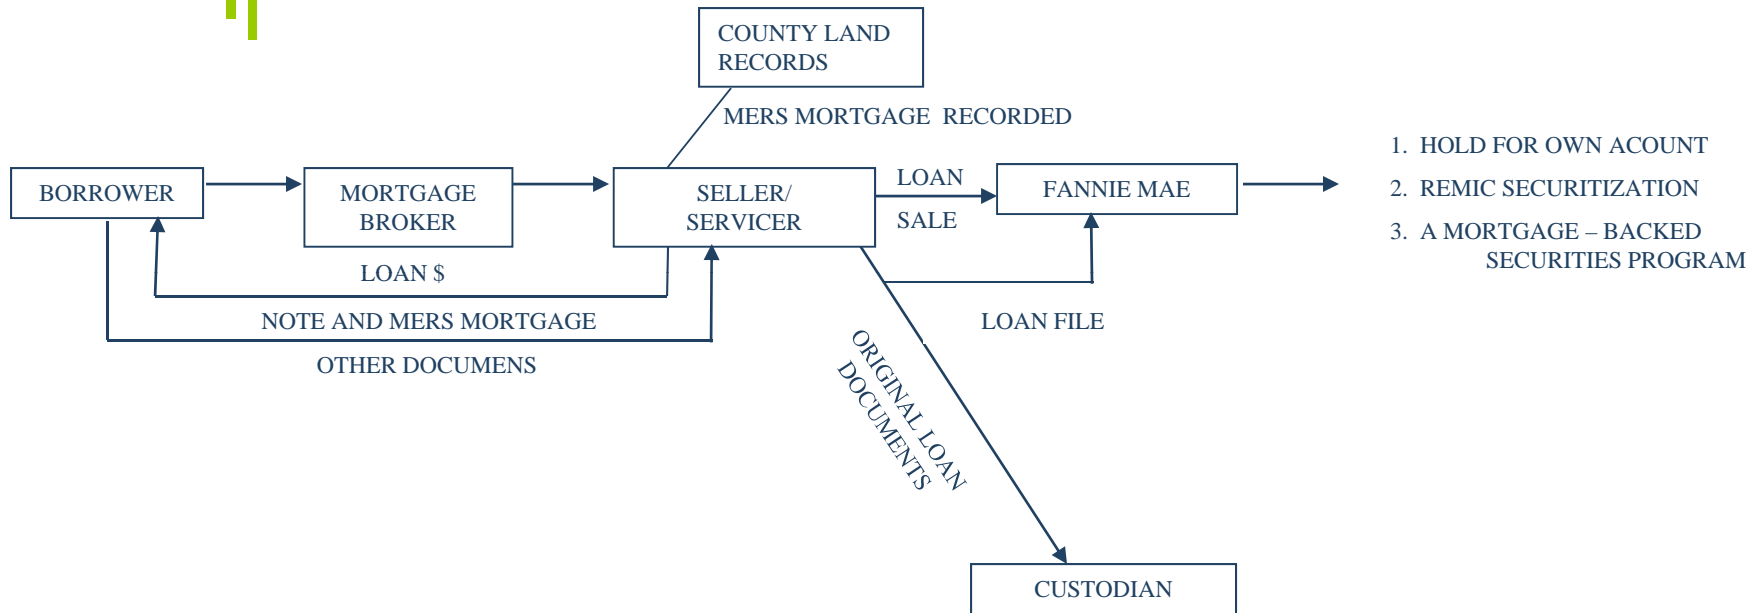 COUNTY LAND
RECORDS
MERS MORTGAGE RECORDED
BORROWER
MORTGAGE
BROKER
SELLER/
SERVICER
LOAN
SALE
FANNIE MAE
1. HOLD FOR OWN ACOUNT
2. REMIC SECURITIZATION
3. A MORTGAGE – BACKED
SECURITIES PROGRAM
LOAN $
NOTE AND MERS MORTGAGE
OTHER DOCUMENS
LOAN FILE
ORIGINAL LOAN
DOCUMENTS
CUSTODIAN